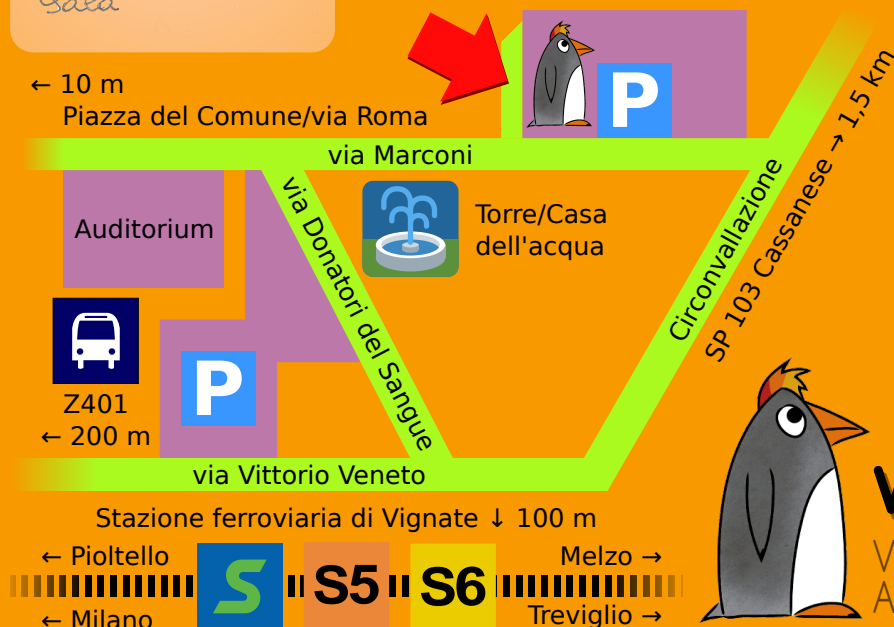 Sala
← 10 m
Piazza del Comune/via Roma
P
via Marconi
Auditorium
via Donatori del Sangue
Torre/Casa
dell'acqua
Circonvallazione
SP 103 Cassanese → 1,5 km
Z401
← 200 m
P
via Vittorio Veneto
Stazione ferroviaria di Vignate ↓ 100 m
← Pioltello
Melzo →
S
S5
S6
← Milano
Treviglio →